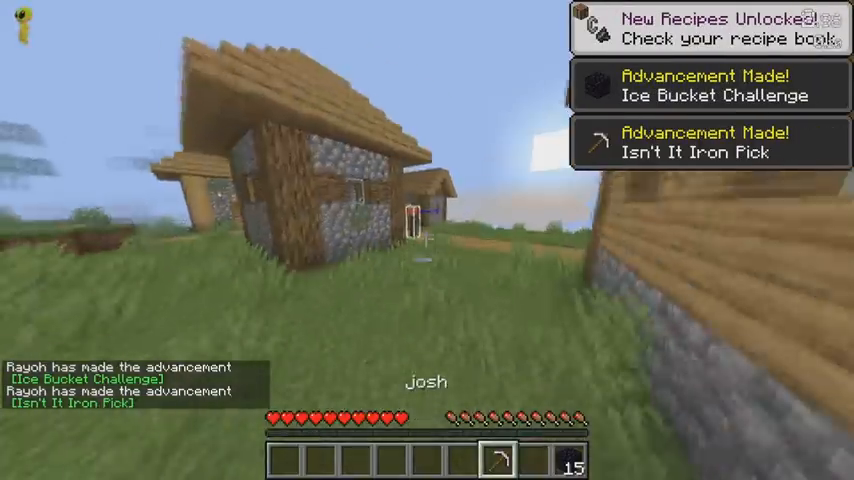 New Recipes Unlocked!
Check your recipe book
Advancement Made!
Ice Bucket Challenge
Advancement Made!
Isn't It Iron Pick
Rayoh has made the advancement
[Ice Bucket Challenge]
Rayoh has made the advancement
[Isn't It Iron Pick]
josh
15